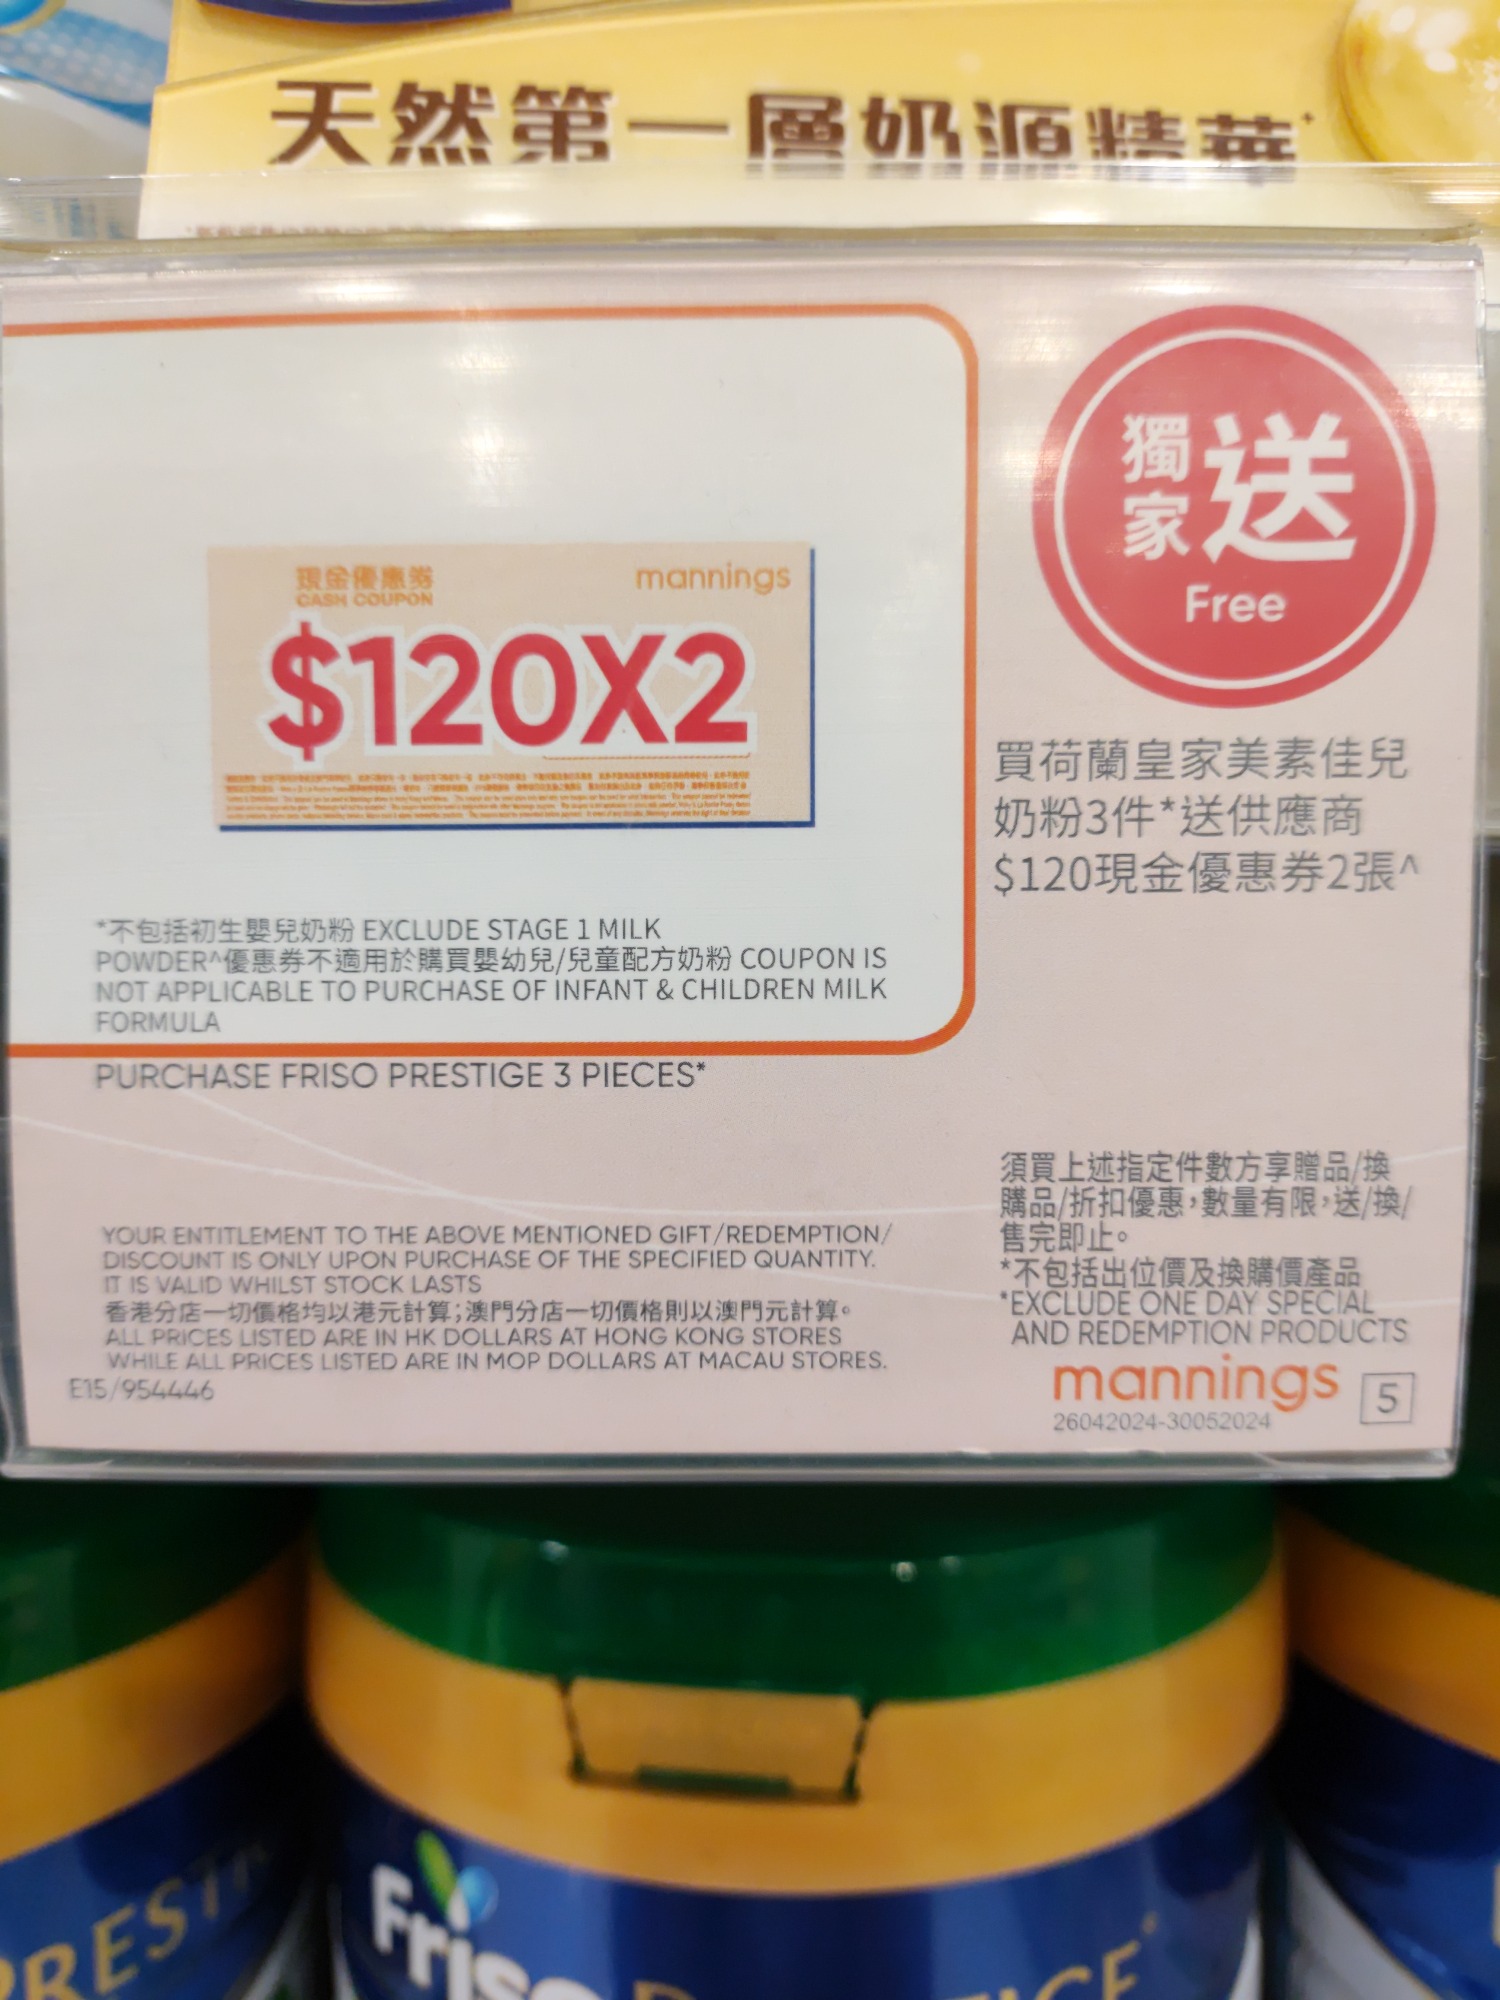 天然第一層奶源精華
獨家
送
Free
現金優惠券
mannings
CASH COUPON
$120X2
買荷蘭皇家美素佳兒
奶粉3件*送供應商
$120現金優惠券2張^
*不包括初生嬰兒奶粉 EXCLUDE STAGE 1 MILK
POWDER^優惠券不適用於購買嬰幼兒/兒童配方奶粉 COUPON IS
NOT APPLICABLE TO PURCHASE OF INFANT & CHILDREN MILK
FORMULA
PURCHASE FRISO PRESTIGE 3 PIECES*
YOUR ENTITLEMENT TO THE ABOVE MENTIONED GIFT/REDEMPTION/
DISCOUNT IS ONLY UPON PURCHASE OF THE SPECIFIED QUANTITY.
IT IS VALID WHILST STOCK LASTS
香港分店一切價格均以港元計算;澳門分店一切價格則以澳門元計算。
ALL PRICES LISTED ARE IN HK DOLLARS AT HONG KONG STORES
WHILE ALL PRICES LISTED ARE IN MOP DOLLARS AT MACAU STORES.
E15/954446
須買上述指定件數方享贈品/換
購品/折扣優惠,數量有限,送/換/
售完即止。
*不包括出位價及換購價產品
*EXCLUDE ONE DAY SPECIAL
AND REDEMPTION PRODUCTS
mannings
5
26042024-30052024
Friso